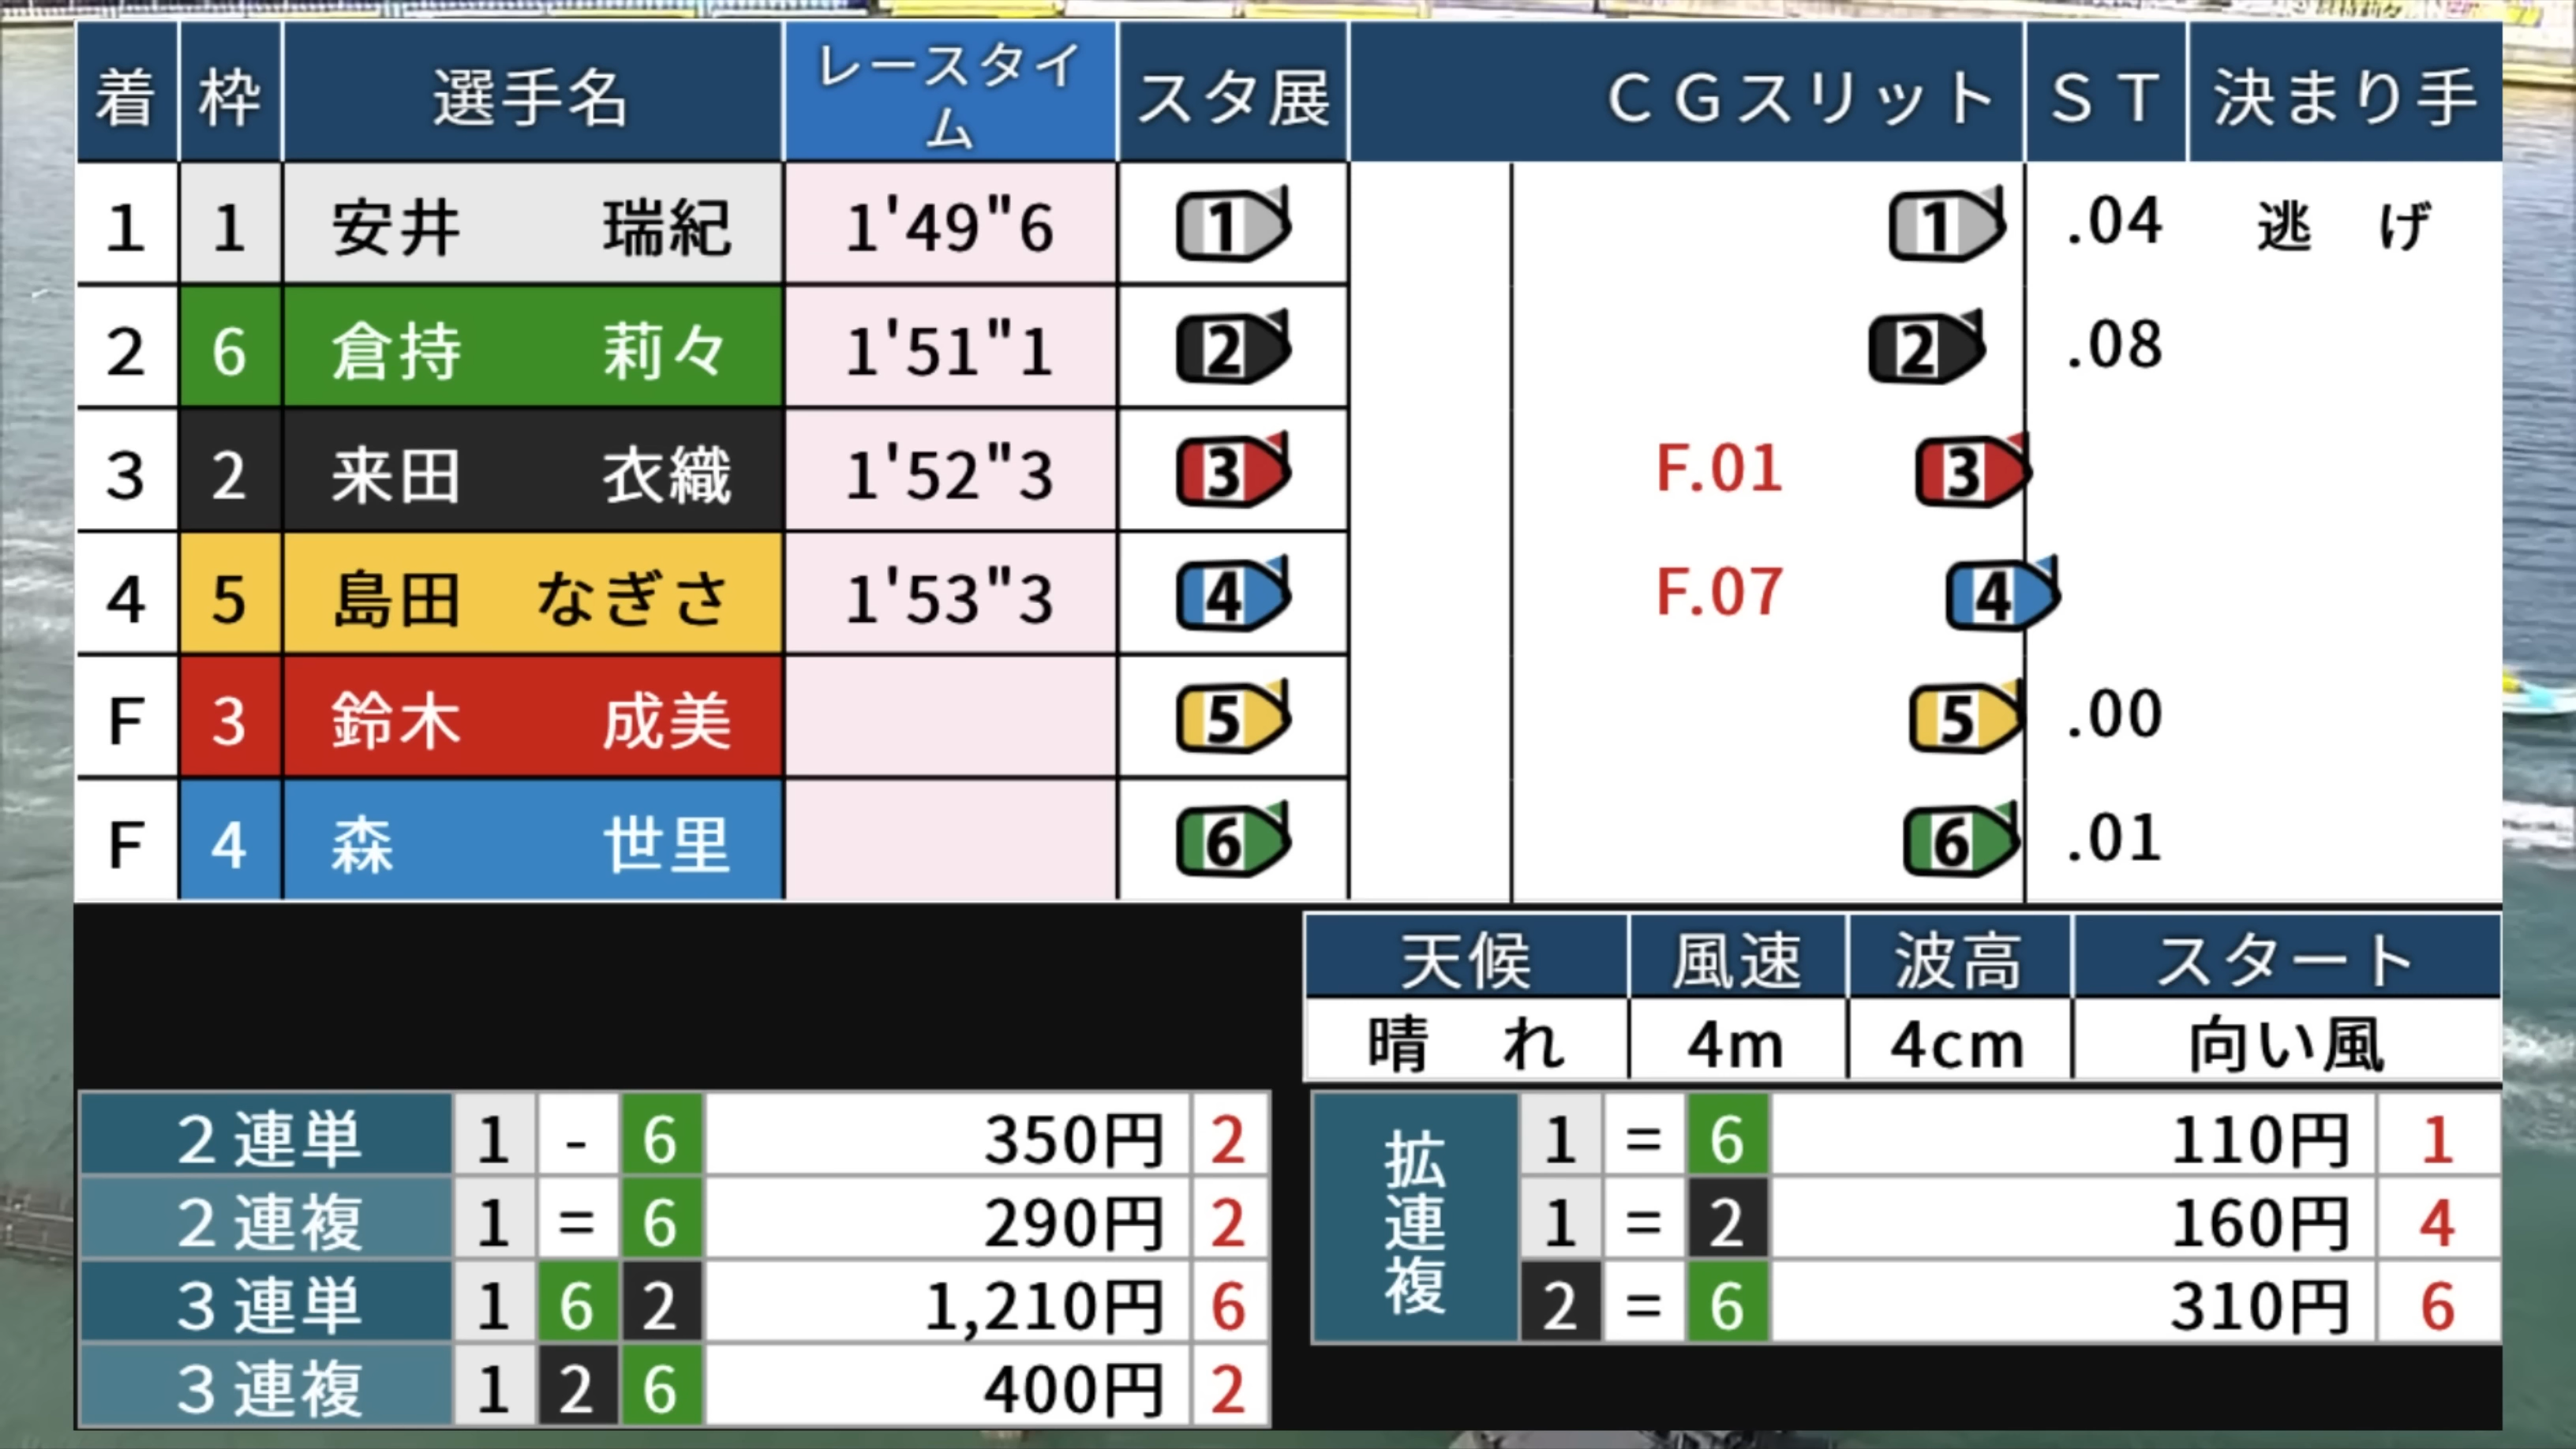 着 枠 選手名 レースタイム スタ展 ＣＧスリット ＳＴ 決まり手
1 1 安井 瑞紀 1'49"6 1 1 .04 逃 げ
2 6 倉持 莉々 1'51"1 2 2 .08
3 2 来田 衣織 1'52"3 3 F.01 3
4 5 島田 なぎさ 1'53"3 4 F.07 4
F 3 鈴木 成美 5 5 .00
F 4 森 世里 6 6 .01
天候 風速 波高 スタート
晴 れ 4m 4cm 向い風
２連単 1 - 6 350円 2
２連複 1 = 6 290円 2
３連単 1 6 2 1,210円 6
３連複 1 2 6 400円 2
拡連複
1 = 6 110円 1
1 = 2 160円 4
2 = 6 310円 6